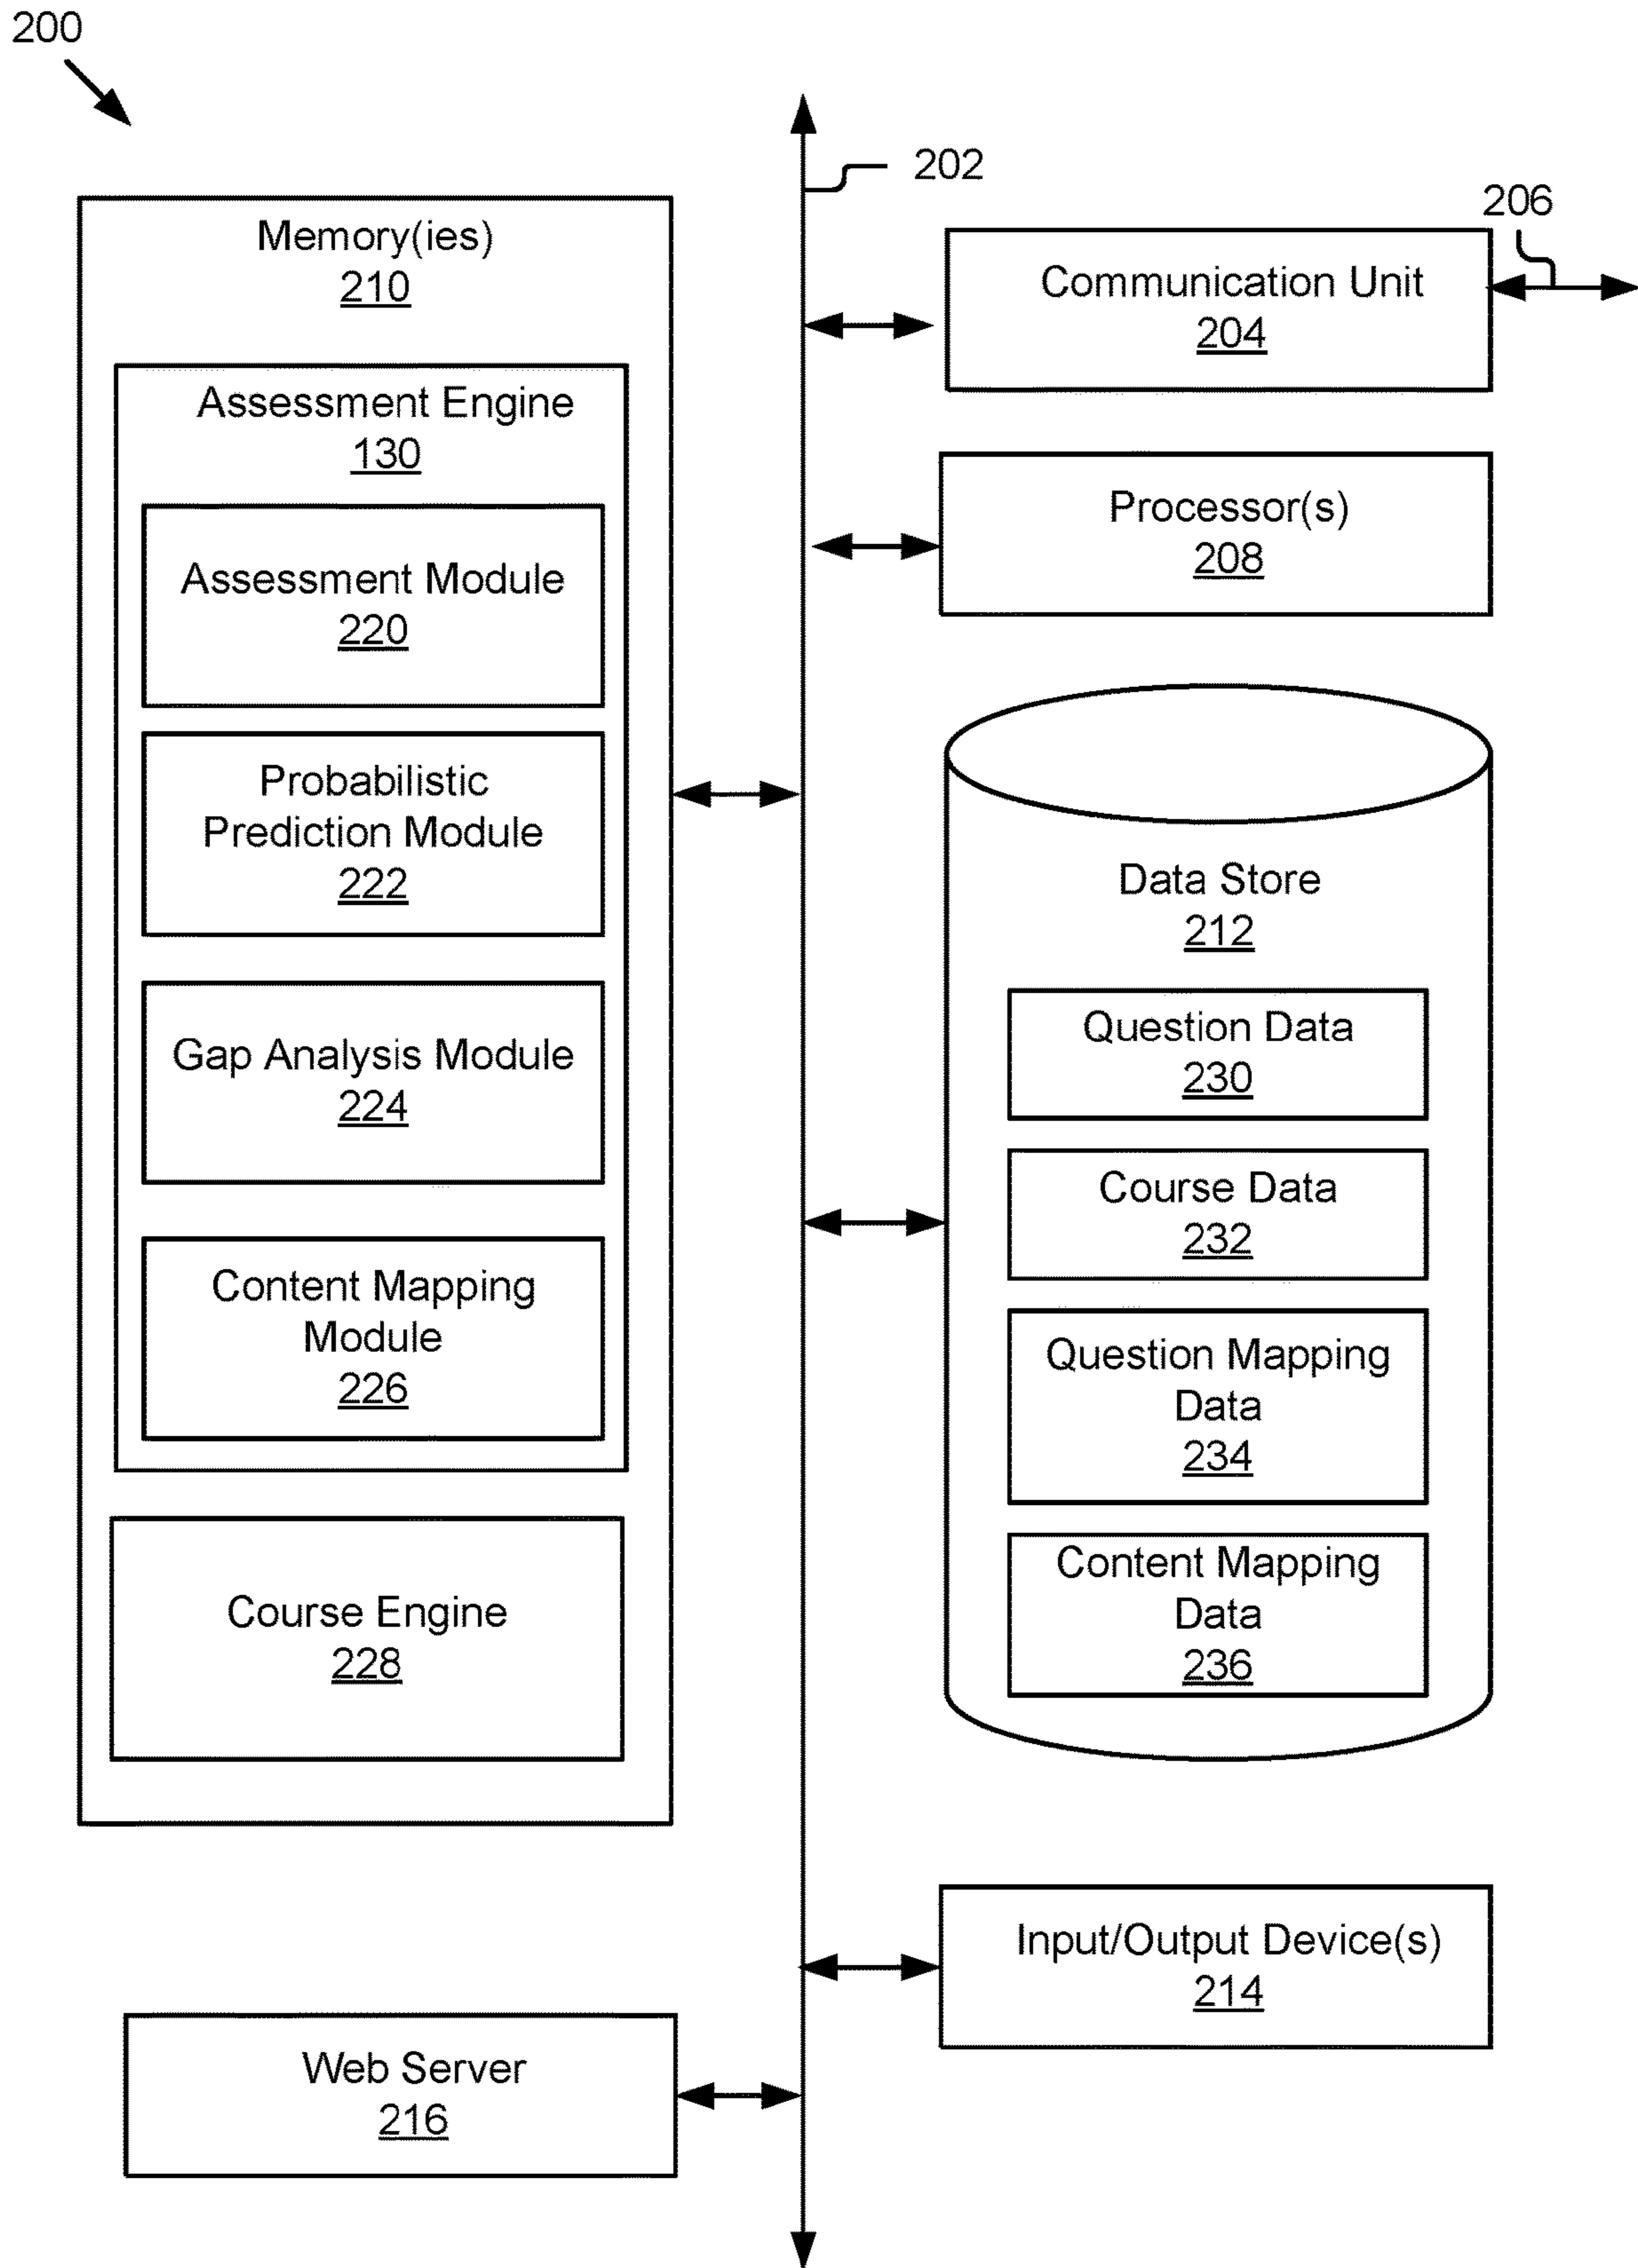 200
202
206
Memory(ies)
210
Assessment Engine
130
Assessment Module
220
Probabilistic
Prediction Module
222
Gap Analysis Module
224
Content Mapping
Module
226
Course Engine
228
Web Server
216
Communication Unit
204
Processor(s)
208
Data Store
212
Question Data
230
Course Data
232
Question Mapping
Data
234
Content Mapping
Data
236
Input/Output Device(s)
214